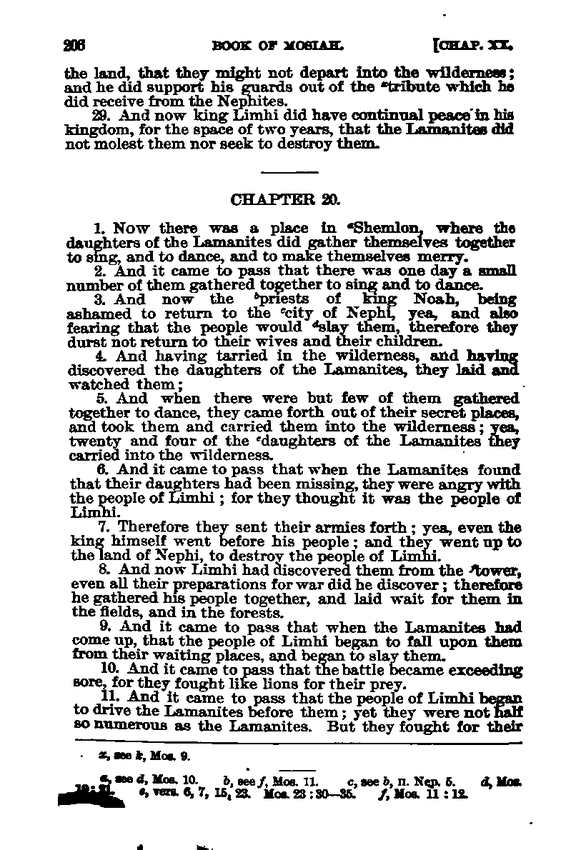 206 BOOK OF MOSIAH. [CHAP. XX.
the land, that they might not depart into the wilderness;
and he did support his guards out of the ˣtribute which he
did receive from the Nephites.
29. And now king Limhi did have continual peace in his
kingdom, for the space of two years, that the Lamanites did
not molest them nor seek to destroy them.
CHAPTER 20.
1. Now there was a place in ᵃShemlon, where the
daughters of the Lamanites did gather themselves together
to sing, and to dance, and to make themselves merry.
2. And it came to pass that there was one day a small
number of them gathered together to sing and to dance.
3. And now the ᵇpriests of king Noah, being
ashamed to return to the ᶜcity of Nephi, yea, and also
fearing that the people would ᵈslay them, therefore they
durst not return to their wives and their children.
4. And having tarried in the wilderness, and having
discovered the daughters of the Lamanites, they laid and
watched them;
5. And when there were but few of them gathered
together to dance, they came forth out of their secret places,
and took them and carried them into the wilderness; yea,
twenty and four of the ᵉdaughters of the Lamanites they
carried into the wilderness.
6. And it came to pass that when the Lamanites found
that their daughters had been missing, they were angry with
the people of Limhi; for they thought it was the people of
Limhi.
7. Therefore they sent their armies forth; yea, even the
king himself went before his people; and they went up to
the land of Nephi, to destroy the people of Limhi.
8. And now Limhi had discovered them from the ᶠtower,
even all their preparations for war did he discover; therefore
he gathered his people together, and laid wait for them in
the fields, and in the forests.
9. And it came to pass that when the Lamanites had
come up, that the people of Limhi began to fall upon them
from their waiting places, and began to slay them.
10. And it came to pass that the battle became exceeding
sore, for they fought like lions for their prey.
11. And it came to pass that the people of Limhi began
to drive the Lamanites before them; yet they were not half
so numerous as the Lamanites. But they fought for their
x, see k, Mos. 9.
a, see d, Mos. 10. b, see f, Mos. 11. c, see b, n. Nep. 5. d, Mos.
e, vers. 6, 7, 15, 23. Mos. 23:30—35. f, Mos. 11:12.